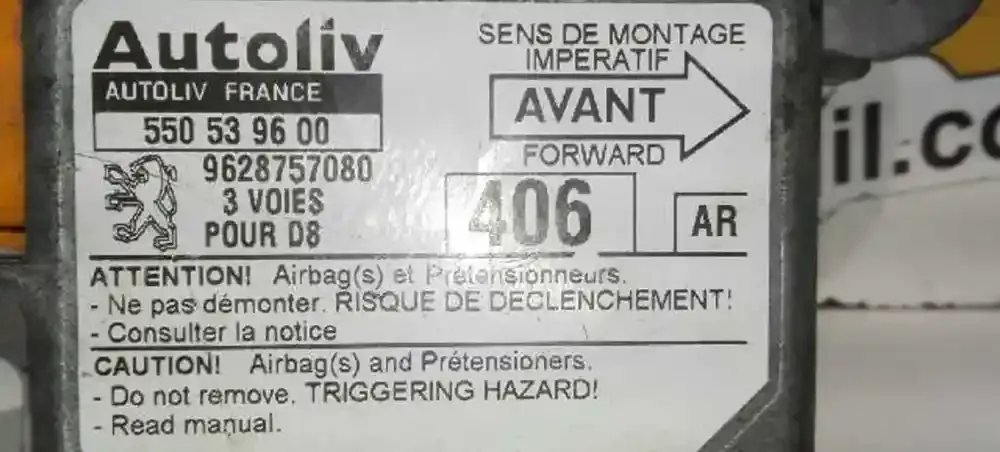 Autoliv
AUTOLIV FRANCE
550 53 96 00
9628757080
3 VOIES
POUR D8
SENS DE MONTAGE
IMPERATIF
AVANT
FORWARD
406
AR
ATTENTION! Airbag(s) et Prétensionneurs.
- Ne pas démonter. RISQUE DE DECLENCHEMENT!
- Consulter la notice
CAUTION! Airbag(s) and Prétensioners.
- Do not remove. TRIGGERING HAZARD!
- Read manual.
il.co